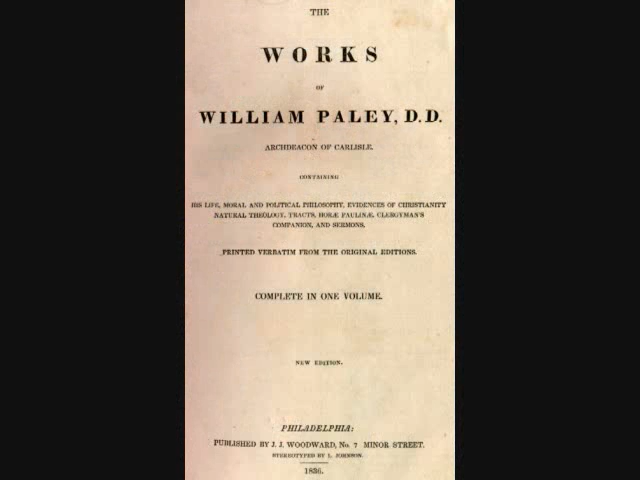 THE
WORKS
OF
WILLIAM PALEY, D.D.
ARCHDEACON OF CARLISLE.
CONTAINING
HIS LIFE, MORAL AND POLITICAL PHILOSOPHY, EVIDENCES OF CHRISTIANITY
NATURAL THEOLOGY, TRACTS, HORÆ PAULINÆ, CLERGYMAN'S
COMPANION, AND SERMONS.
PRINTED VERBATIM FROM THE ORIGINAL EDITIONS.
COMPLETE IN ONE VOLUME.
NEW EDITION.
PHILADELPHIA:
PUBLISHED BY J. J. WOODWARD, No. 7 MINOR STREET.
STEREOTYPED BY L. JOHNSON.
1836.